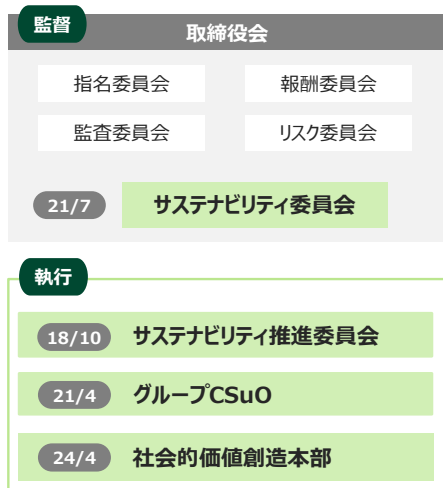 監督
取締役会
指名委員会 報酬委員会
監査委員会 リスク委員会
21/7 サステナビリティ委員会
執行
18/10 サステナビリティ推進委員会
21/4 グループCSuO
24/4 社会的価値創造本部